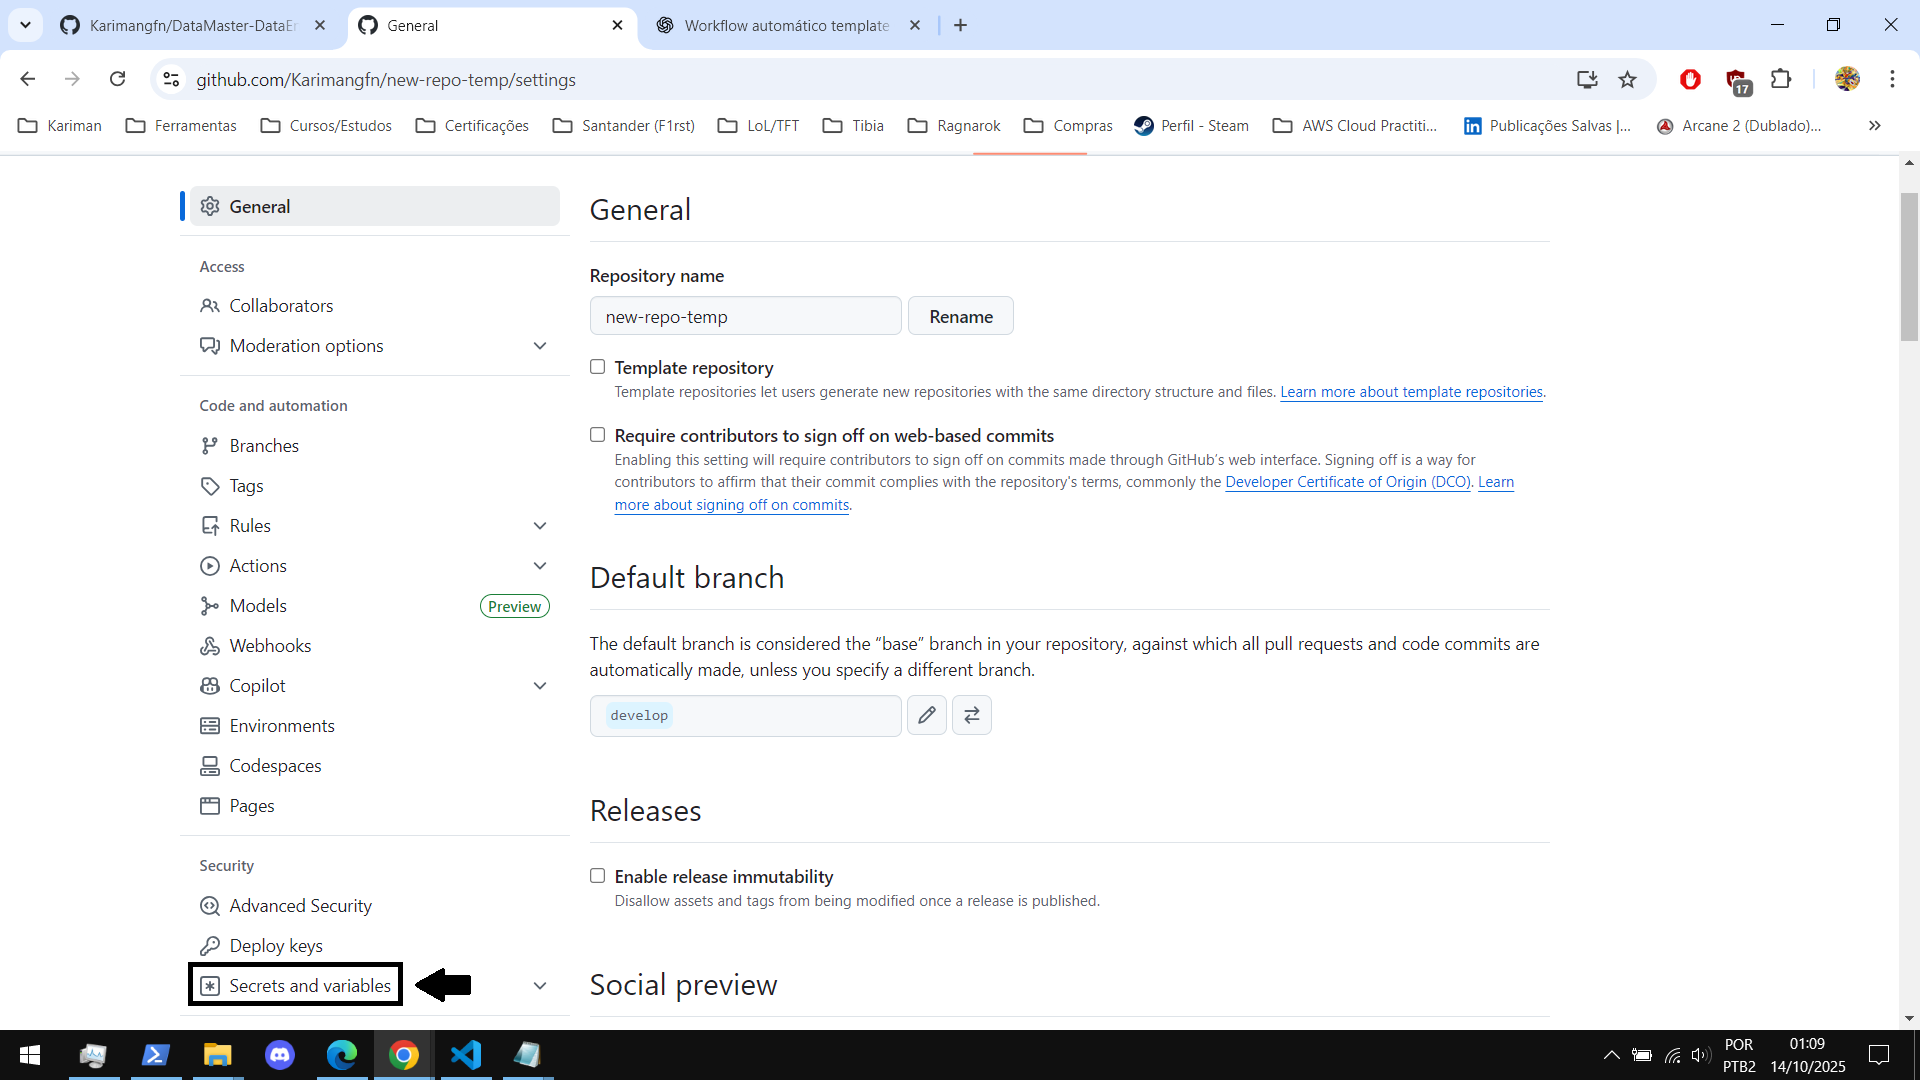 Karimangfn/DataMaster-DataEr
General
Workflow automático template
github.com/Karimangfn/new-repo-temp/settings
17
Kariman
Ferramentas
Cursos/Estudos
Certificações
Santander (F1rst)
LoL/TFT
Tibia
Ragnarok
Compras
Perfil - Steam
AWS Cloud Practiti...
Publicações Salvas |...
Arcane 2 (Dublado)...
General
Access
Collaborators
Moderation options
Code and automation
Branches
Tags
Rules
Actions
Models
Preview
Webhooks
Copilot
Environments
Codespaces
Pages
Security
Advanced Security
Deploy keys
Secrets and variables
General
Repository name
new-repo-temp
Rename
Template repository
Template repositories let users generate new repositories with the same directory structure and files. Learn more about template repositories.
Require contributors to sign off on web-based commits
Enabling this setting will require contributors to sign off on commits made through GitHub’s web interface. Signing off is a way for
contributors to affirm that their commit complies with the repository's terms, commonly the Developer Certificate of Origin (DCO). Learn
more about signing off on commits.
Default branch
The default branch is considered the “base” branch in your repository, against which all pull requests and code commits are
automatically made, unless you specify a different branch.
develop
Releases
Enable release immutability
Disallow assets and tags from being modified once a release is published.
Social preview
POR
PTB2
01:09
14/10/2025